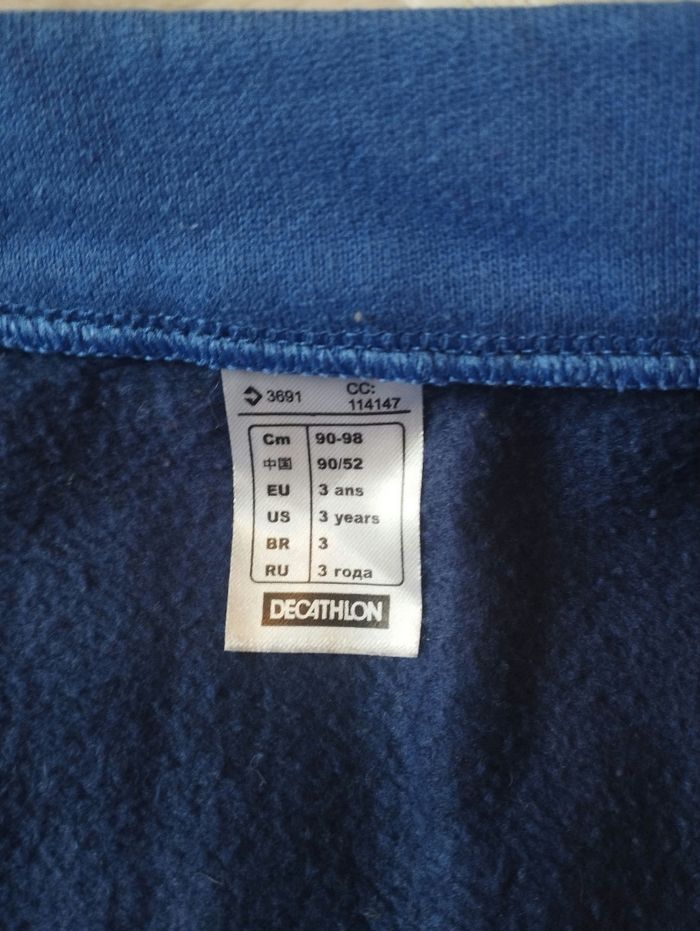 3691 CC:
114147
Cm 90-98
中国 90/52
EU 3 ans
US 3 years
BR 3
RU 3 года
DECATHLON